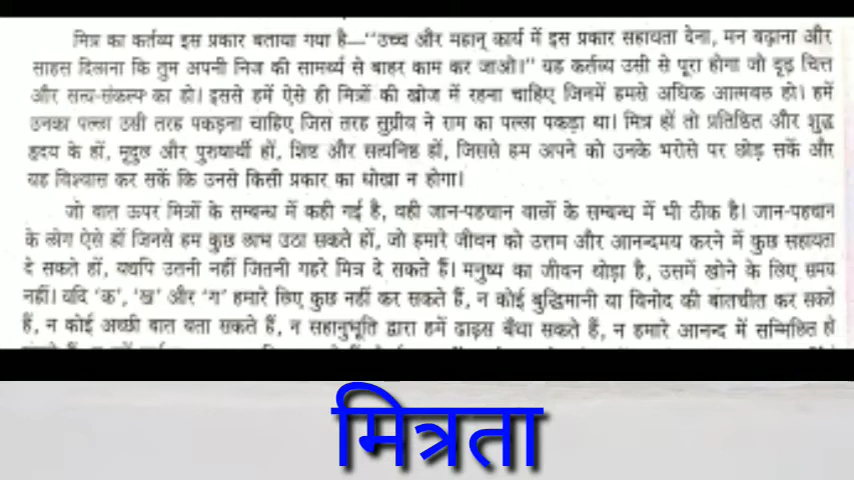 मित्र का कर्तव्य इस प्रकार बताया गया है—"उच्च और महान् कार्य में इस प्रकार सहायता देना, मन बढ़ाना और
साहस दिलाना कि तुम अपनी निज की सामर्थ्य से बाहर काम कर जाओ।" यह कर्तव्य उसी से पूरा होगा जो दृढ़ चित्त
और सत्य-संकल्प का हो। इससे हमें ऐसे ही मित्रों की खोज में रहना चाहिए जिनमें हमसे अधिक आत्मबल हो। हमें
उनका पल्ला उसी तरह पकड़ना चाहिए जिस तरह सुग्रीव ने राम का पल्ला पकड़ा था। मित्र हों तो प्रतिष्ठित और शुद्ध
हृदय के हों, मृदुल और पुरुषार्थी हों, शिष्ट और सत्यनिष्ठ हों, जिससे हम अपने को उनके भरोसे पर छोड़ सकें और
यह विश्वास कर सकें कि उनसे किसी प्रकार का धोखा न होगा।
जो बात ऊपर मित्रों के सम्बन्ध में कही गई है, वही जान-पहचान वालों के सम्बन्ध में भी ठीक है। जान-पहचान
के लोग ऐसे हों जिनसे हम कुछ लाभ उठा सकते हों, जो हमारे जीवन को उत्तम और आनन्दमय करने में कुछ सहायता
दे सकते हों, यद्यपि उतनी नहीं जितनी गहरे मित्र दे सकते हैं। मनुष्य का जीवन थोड़ा है, उसमें खोने के लिए समय
नहीं। यदि 'क', 'ख' और 'ग' हमारे लिए कुछ नहीं कर सकते हैं, न कोई बुद्धिमानी या विनोद की बातचीत कर सकते
हैं, न कोई अच्छी बात बता सकते हैं, न सहानुभूति द्वारा हमें ढाढ़स बँधा सकते हैं, न हमारे आनन्द में सम्मिलित हो
मित्रता